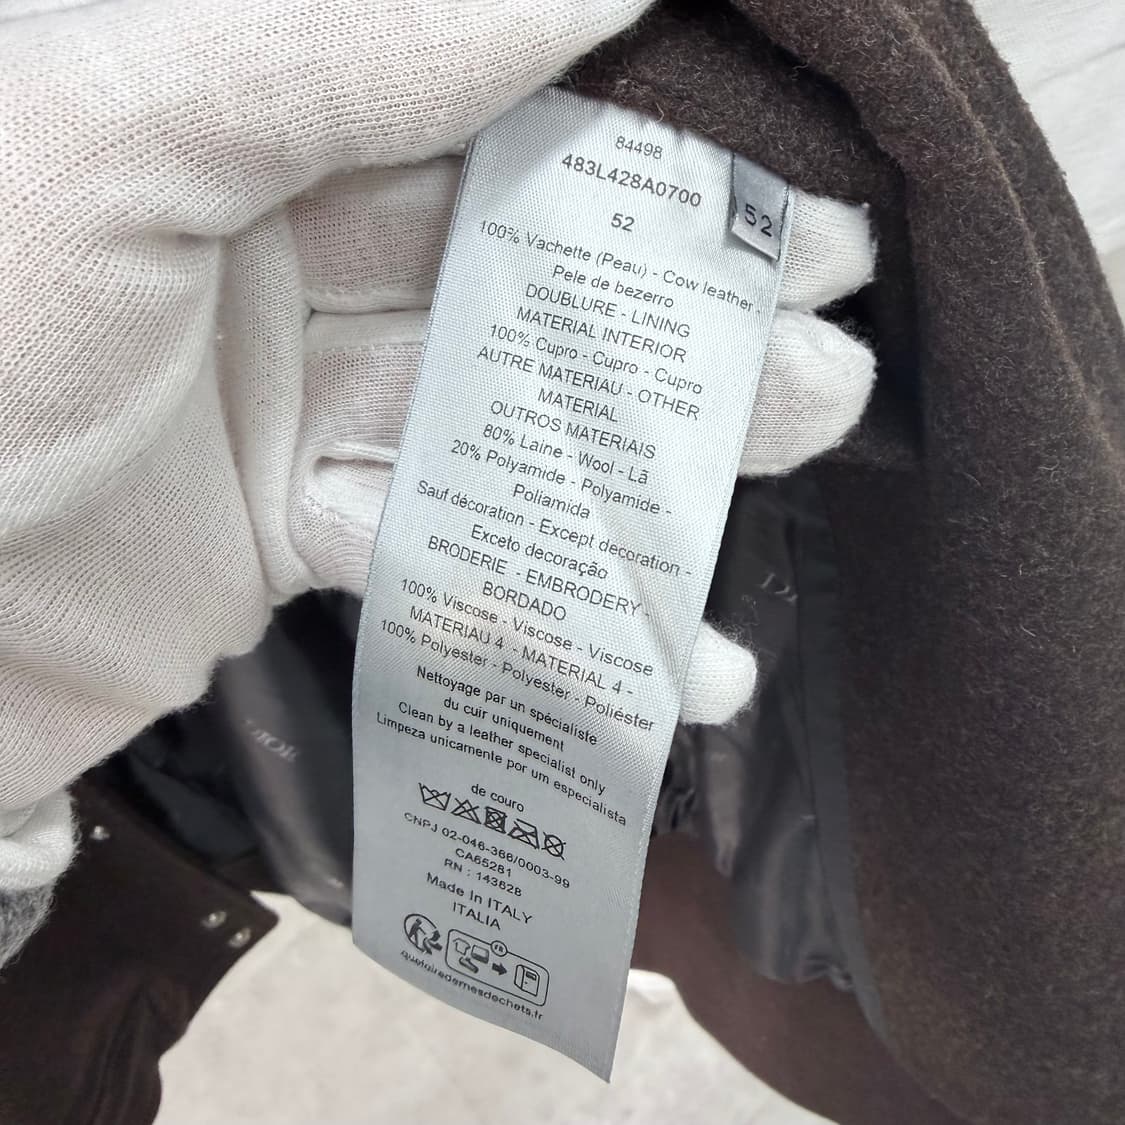 84498
483L428A0700
52
52
100% Vachette (Peau) - Cow leather -
Pele de bezerro
DOUBLURE - LINING
MATERIAL INTERIOR
100% Cupro - Cupro - Cupro
AUTRE MATERIAU - OTHER
MATERIAL
OUTROS MATERIAIS
80% Laine - Wool - Lã
20% Polyamide - Polyamide -
Poliamida
Sauf décoration - Except decoration -
Exceto decoração
BRODERIE - EMBRODERY -
BORDADO
100% Viscose - Viscose - Viscose
MATERIAU 4 - MATERIAL 4 -
100% Polyester - Polyester - Poliéster
Nettoyage par un spécialiste
du cuir uniquement
Clean by a leather specialist only
Limpeza unicamente por um especialista
de couro
CNPJ 02-046-366/0003-99
CA65281
RN : 143628
Made in ITALY
ITALIA
FR
quefairedemesdechets.fr
DIOR